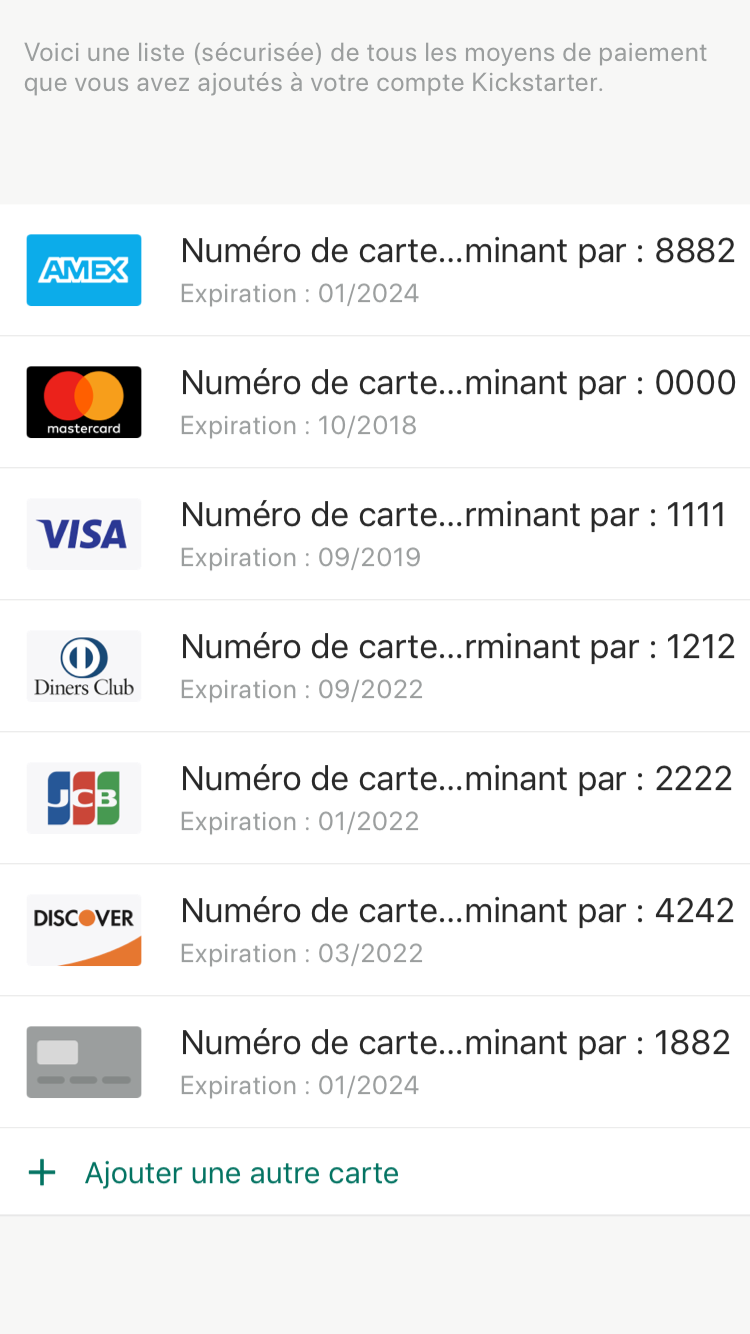 Voici une liste (sécurisée) de tous les moyens de paiement
que vous avez ajoutés à votre compte Kickstarter.
AMEX
Numéro de carte...minant par : 8882
Expiration : 01/2024
mastercard
Numéro de carte...minant par : 0000
Expiration : 10/2018
VISA
Numéro de carte...rminant par : 1111
Expiration : 09/2019
Diners Club
Numéro de carte...rminant par : 1212
Expiration : 09/2022
JCB
Numéro de carte...minant par : 2222
Expiration : 01/2022
DISCOVER
Numéro de carte...minant par : 4242
Expiration : 03/2022
Numéro de carte...minant par : 1882
Expiration : 01/2024
+ Ajouter une autre carte